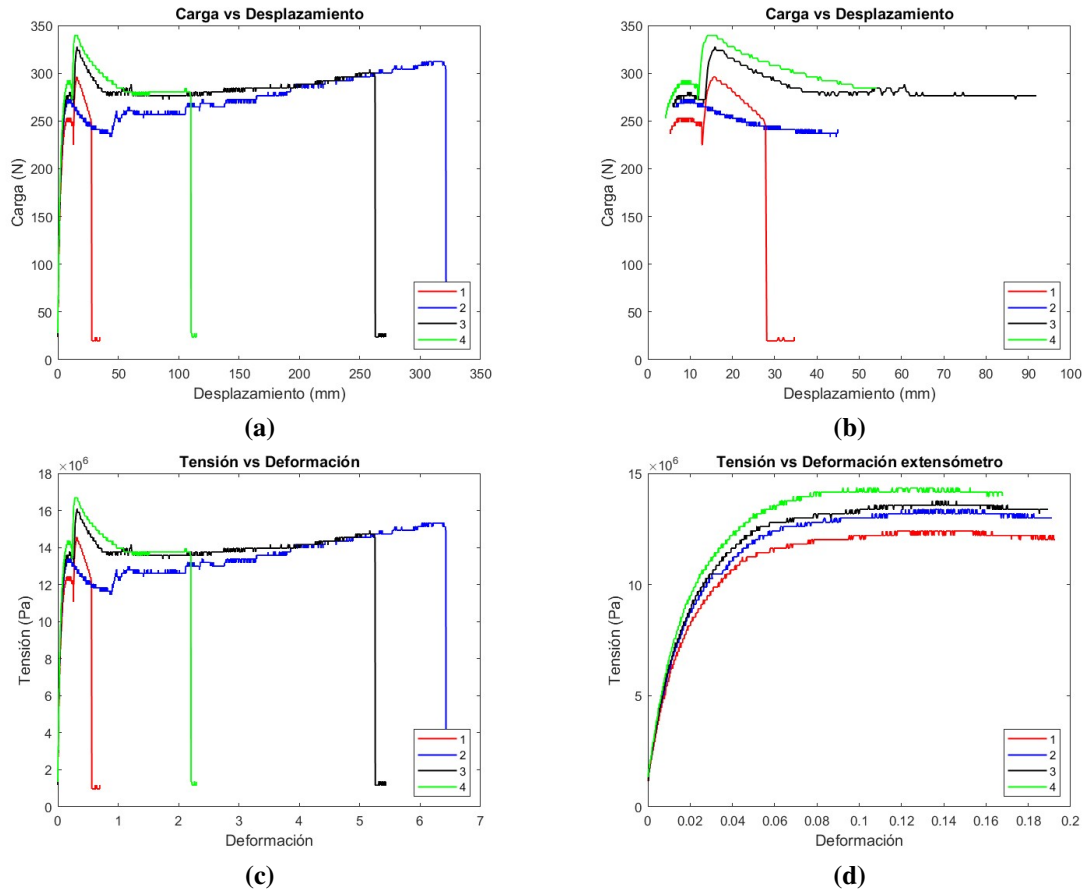 Carga vs Desplazamiento
350
300
250
200
150
100
50
0
Carga (N)
0 50 100 150 200 250 300 350
Desplazamiento (mm)
1
2
3
4
(a)
Carga vs Desplazamiento
350
300
250
200
150
100
50
0
Carga (N)
0 10 20 30 40 50 60 70 80 90 100
Desplazamiento (mm)
1
2
3
4
(b)
Tensión vs Deformación
×10⁶
18
16
14
12
10
8
6
4
2
0
Tensión (Pa)
0 1 2 3 4 5 6 7
Deformación
1
2
3
4
(c)
Tensión vs Deformación extensómetro
×10⁶
15
10
5
0
Tensión (Pa)
0 0.02 0.04 0.06 0.08 0.1 0.12 0.14 0.16 0.18 0.2
Deformación
1
2
3
4
(d)